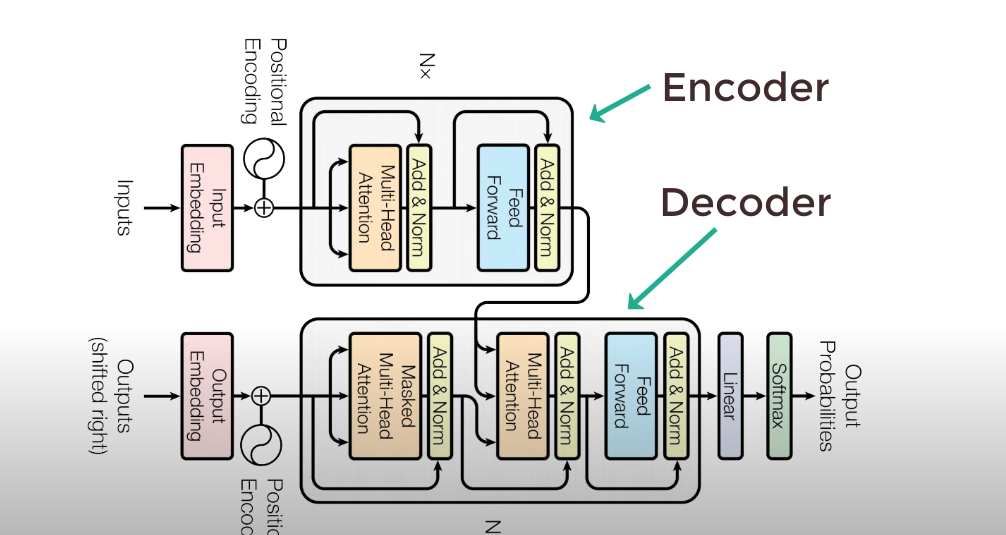 Encoder
Decoder
Nx
Positional
Encoding
Inputs
Input
Embedding
Multi-Head
Attention
Add & Norm
Feed
Forward
Add & Norm
Outputs
(shifted right)
Output
Embedding
Masked
Multi-Head
Attention
Add & Norm
Multi-Head
Attention
Add & Norm
Feed
Forward
Add & Norm
Linear
Softmax
Output
Probabilities
N